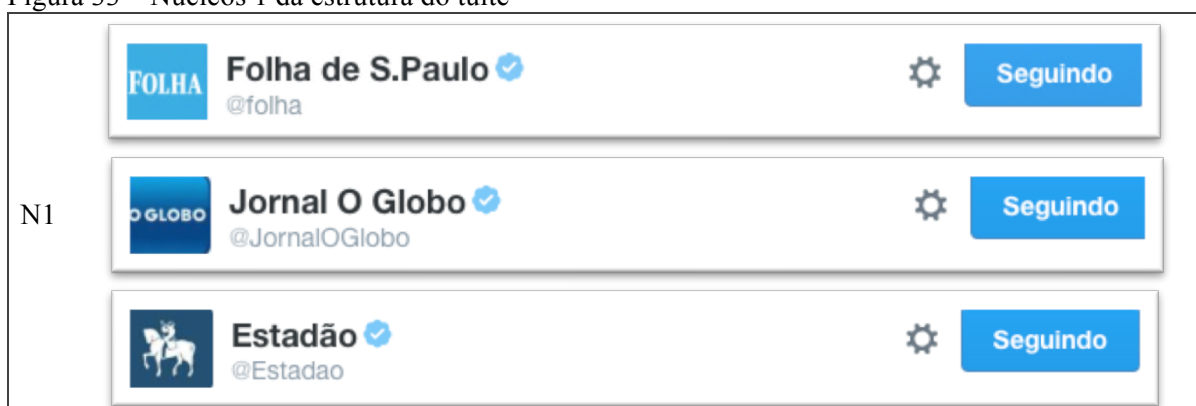 Figura 33 – Núcleos 1 da estrutura do tuíte
FOLHA
Folha de S.Paulo
@folha
Seguindo
N1
O GLOBO
Jornal O Globo
@JornalOGlobo
Seguindo
Estadão
@Estadao
Seguindo